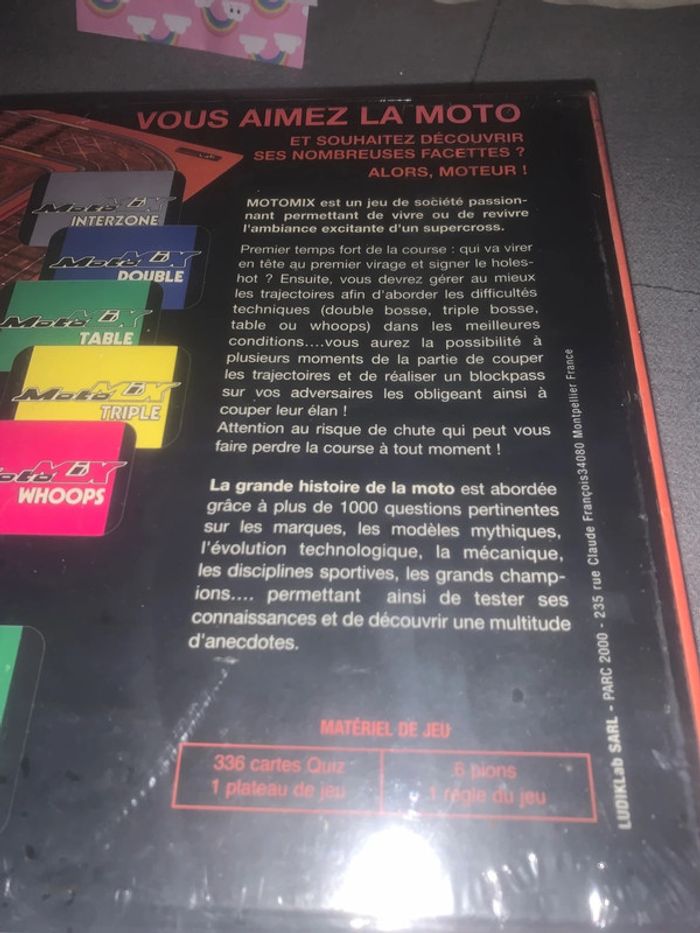 VOUS AIMEZ LA MOTO
ET SOUHAITEZ DÉCOUVRIR
SES NOMBREUSES FACETTES ?
ALORS, MOTEUR !
MotoMiX
INTERZONE
MotoMiX
DOUBLE
MotoMiX
TABLE
MotoMiX
TRIPLE
MotoMiX
WHOOPS
MOTOMIX est un jeu de société passion-
nant permettant de vivre ou de revivre
l'ambiance excitante d'un supercross.
Premier temps fort de la course : qui va virer
en tête au premier virage et signer le holes-
hot ? Ensuite, vous devrez gérer au mieux
les trajectoires afin d'aborder les difficultés
techniques (double bosse, triple bosse,
table ou whoops) dans les meilleures
conditions....vous aurez la possibilité à
plusieurs moments de la partie de couper
les trajectoires et de réaliser un blockpass
sur vos adversaires les obligeant ainsi à
couper leur élan !
Attention au risque de chute qui peut vous
faire perdre la course à tout moment !
La grande histoire de la moto est abordée
grâce à plus de 1000 questions pertinentes
sur les marques, les modèles mythiques,
l'évolution technologique, la mécanique,
les disciplines sportives, les grands champ-
ions.... permettant ainsi de tester ses
connaissances et de découvrir une multitude
d'anecdotes.
MATÉRIEL DE JEU
336 cartes Quiz
1 plateau de jeu
6 pions
1 règle du jeu
LUDIKLab SARL - PARC 2000 - 235 rue Claude François34080 Montpellier France